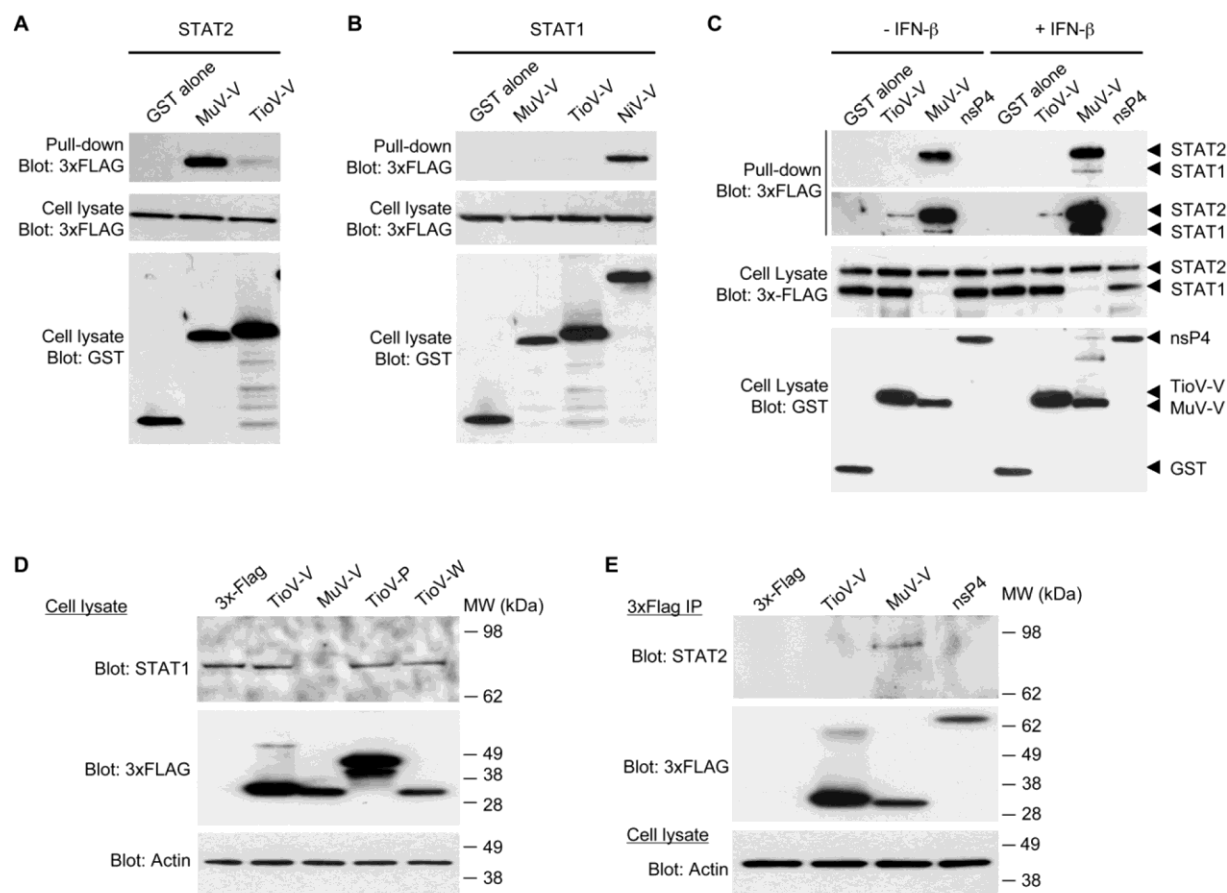 A
STAT2
GST alone
MuV-V
TioV-V
Pull-down
Blot: 3xFLAG
Cell lysate
Blot: 3xFLAG
Cell lysate
Blot: GST
B
STAT1
GST alone
MuV-V
TioV-V
NiV-V
Pull-down
Blot: 3xFLAG
Cell lysate
Blot: 3xFLAG
Cell lysate
Blot: GST
C
- IFN-β
+ IFN-β
GST alone
TioV-V
MuV-V
nsP4
GST alone
TioV-V
MuV-V
nsP4
Pull-down
Blot: 3xFLAG
STAT2
STAT1
STAT2
STAT1
Cell Lysate
Blot: 3x-FLAG
STAT2
STAT1
Cell Lysate
Blot: GST
nsP4
TioV-V
MuV-V
GST
D
Cell lysate
3x-Flag
TioV-V
MuV-V
TioV-P
TioV-W
MW (kDa)
Blot: STAT1
98
62
Blot: 3xFLAG
49
38
28
Blot: Actin
49
38
E
3xFlag IP
3x-Flag
TioV-V
MuV-V
nsP4
MW (kDa)
Blot: STAT2
98
62
Blot: 3xFLAG
62
49
38
28
Cell lysate
Blot: Actin
49
38